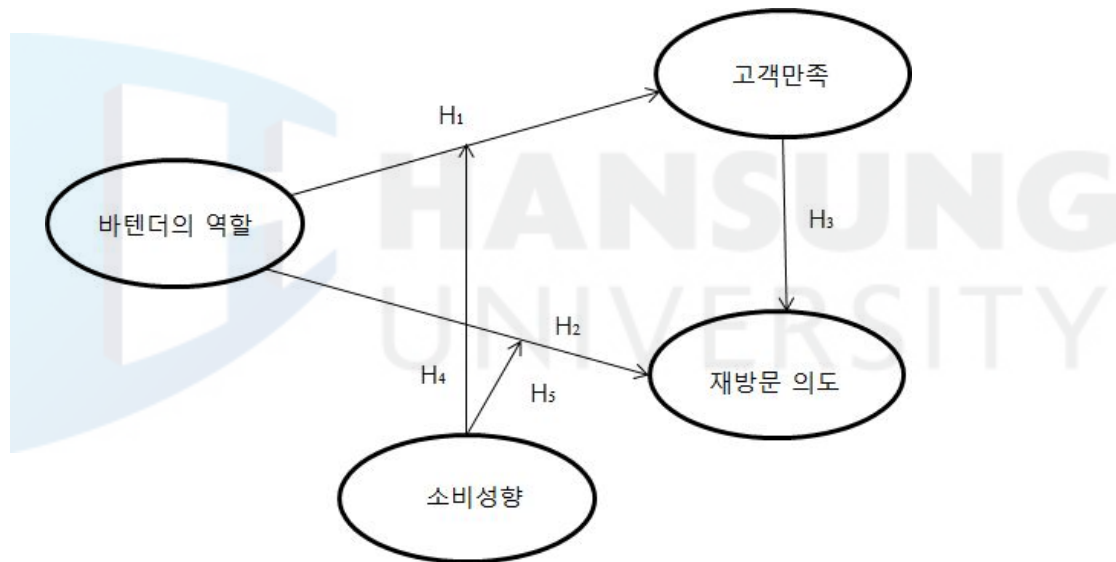 고객만족
H₁
바텐더의 역할
HANSUNG
UNIVERSITY
H₃
H₂
재방문 의도
H₄
H₅
소비성향